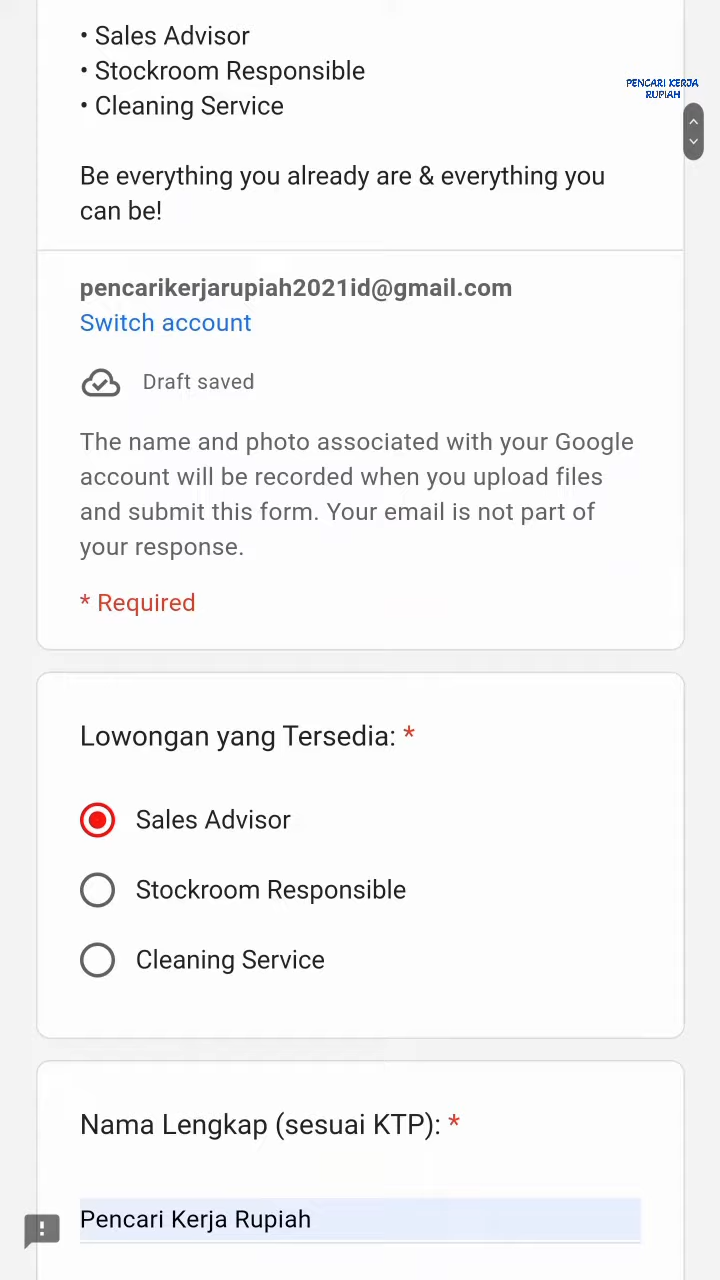 • Sales Advisor
• Stockroom Responsible
• Cleaning Service
PENCARI KERJA
RUPIAH
Be everything you already are & everything you
can be!
pencarikerjarupiah2021id@gmail.com
Switch account
Draft saved
The name and photo associated with your Google
account will be recorded when you upload files
and submit this form. Your email is not part of
your response.
* Required
Lowongan yang Tersedia: *
Sales Advisor
Stockroom Responsible
Cleaning Service
Nama Lengkap (sesuai KTP): *
Pencari Kerja Rupiah